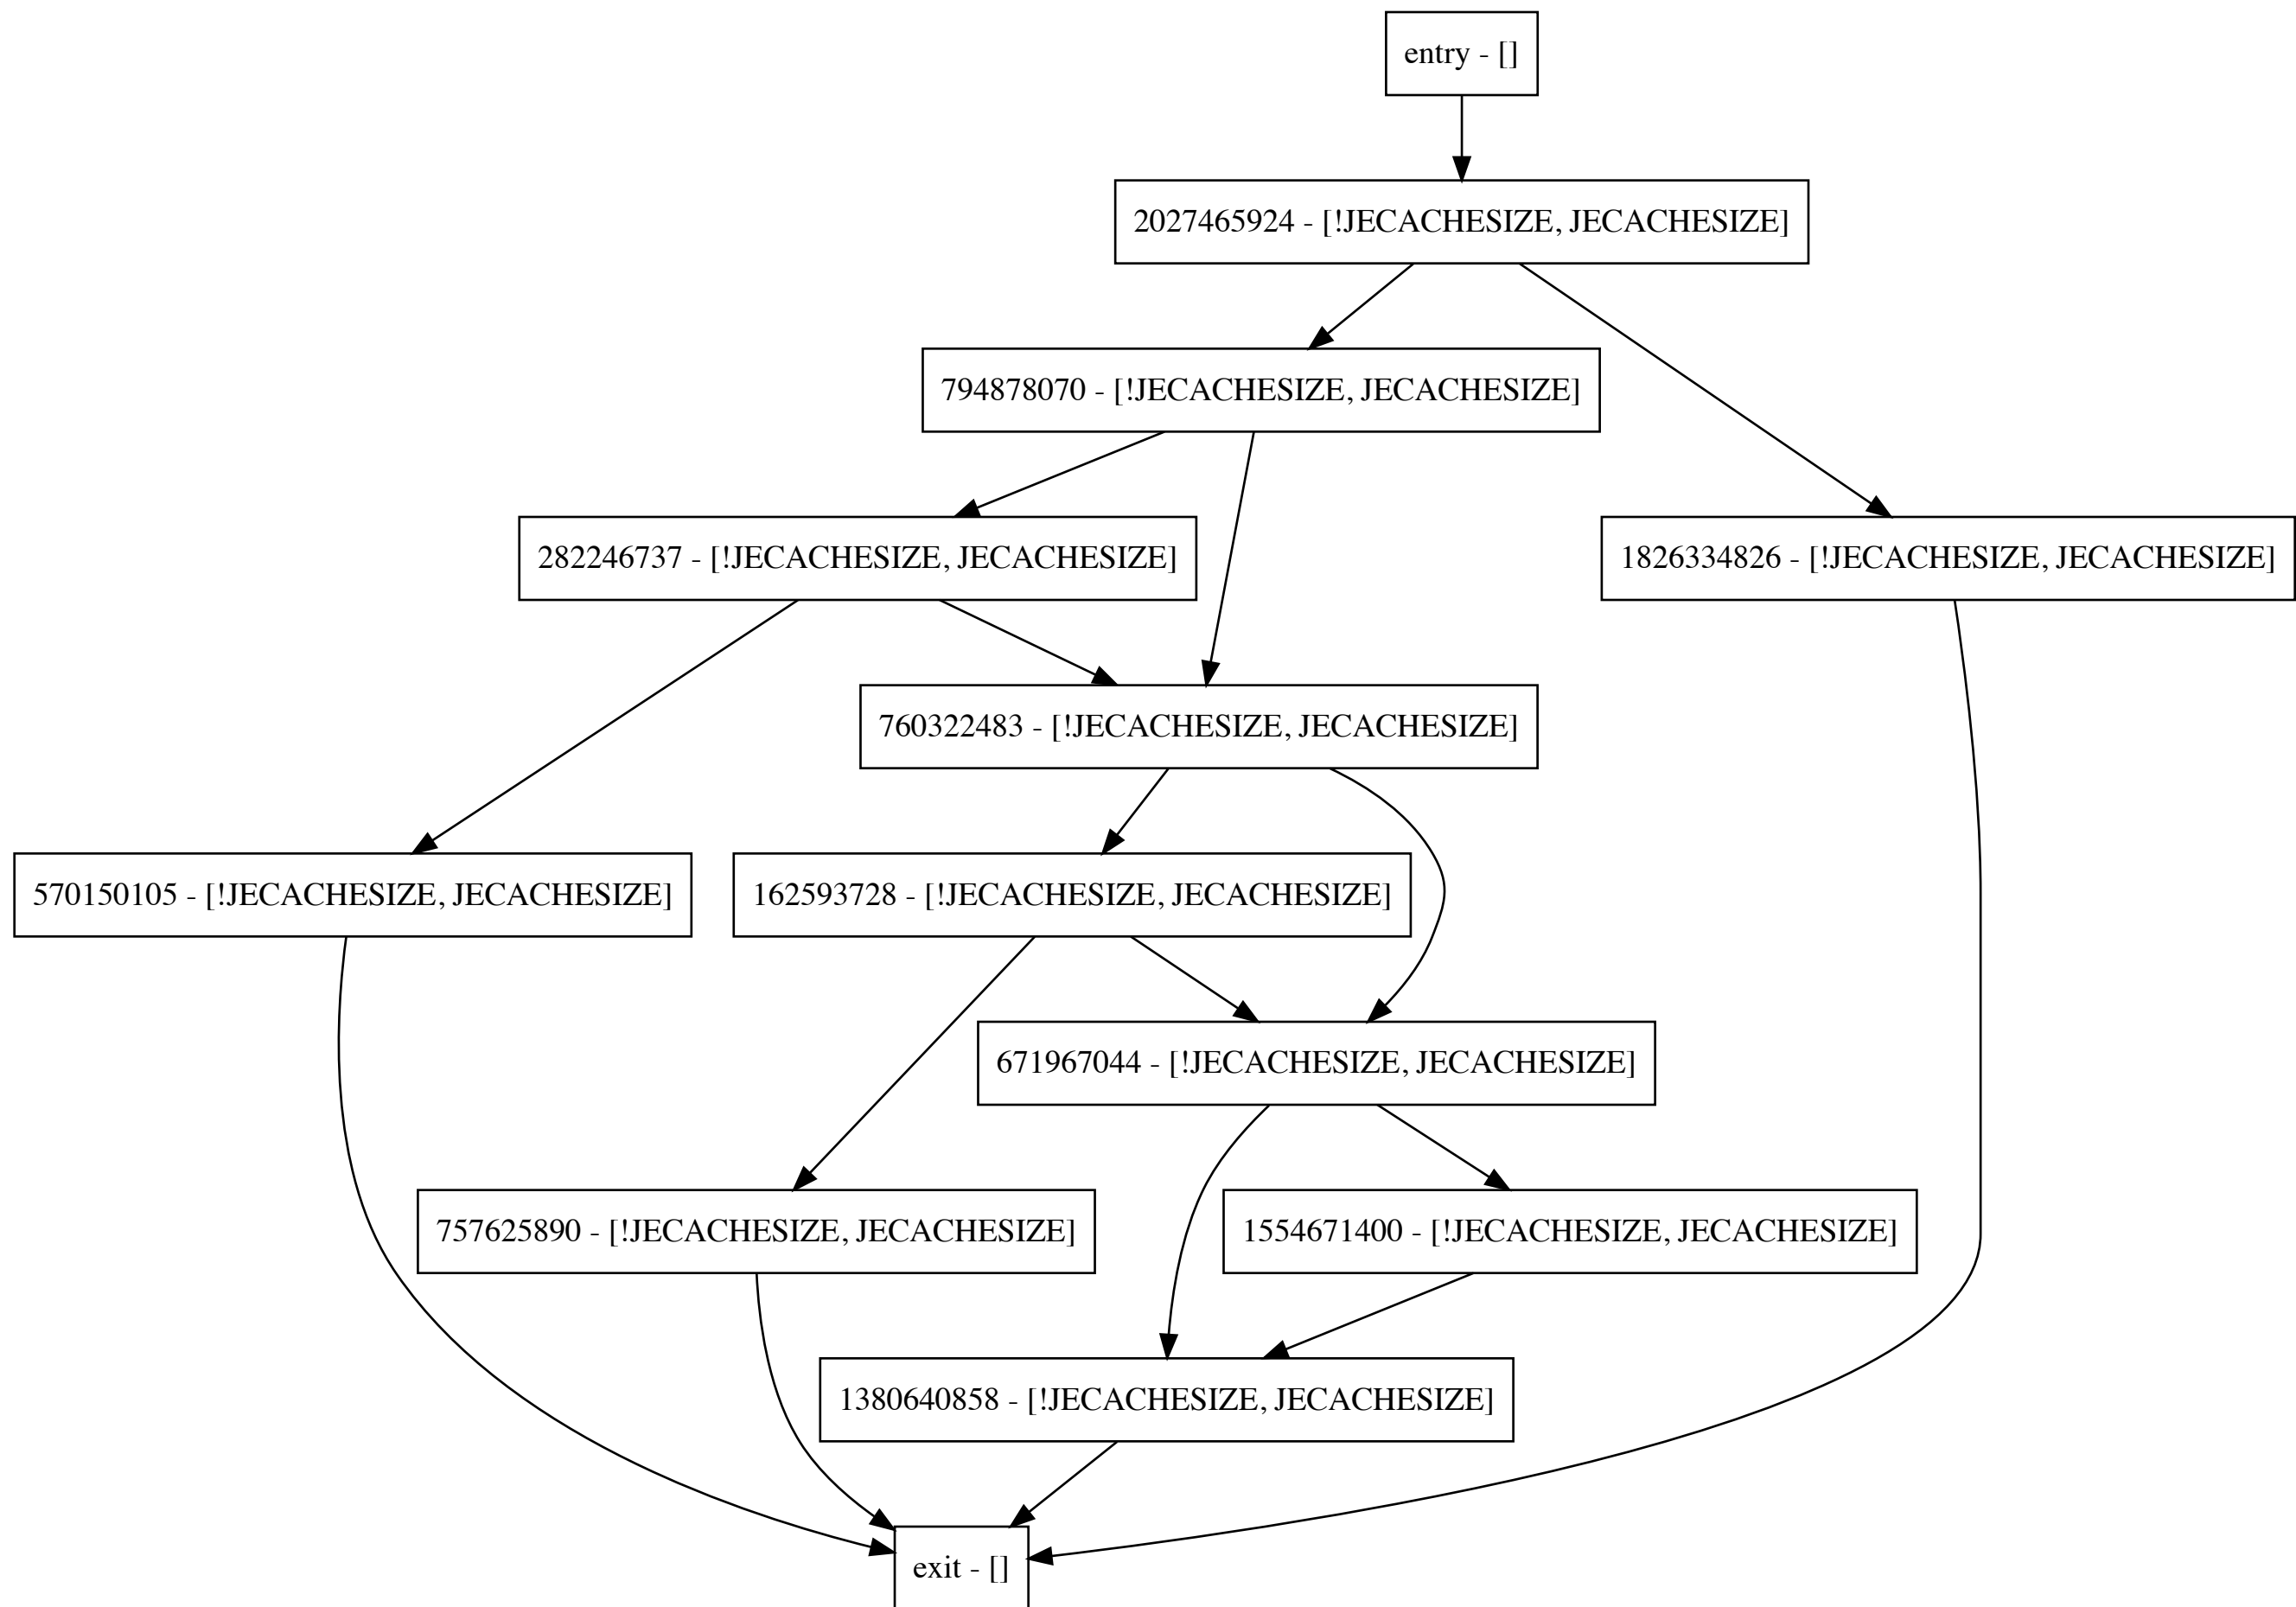 entry - []
2027465924 - [!JECACHESIZE, JECACHESIZE]
794878070 - [!JECACHESIZE, JECACHESIZE]
282246737 - [!JECACHESIZE, JECACHESIZE]
1826334826 - [!JECACHESIZE, JECACHESIZE]
760322483 - [!JECACHESIZE, JECACHESIZE]
570150105 - [!JECACHESIZE, JECACHESIZE]
162593728 - [!JECACHESIZE, JECACHESIZE]
671967044 - [!JECACHESIZE, JECACHESIZE]
757625890 - [!JECACHESIZE, JECACHESIZE]
1554671400 - [!JECACHESIZE, JECACHESIZE]
1380640858 - [!JECACHESIZE, JECACHESIZE]
exit - []